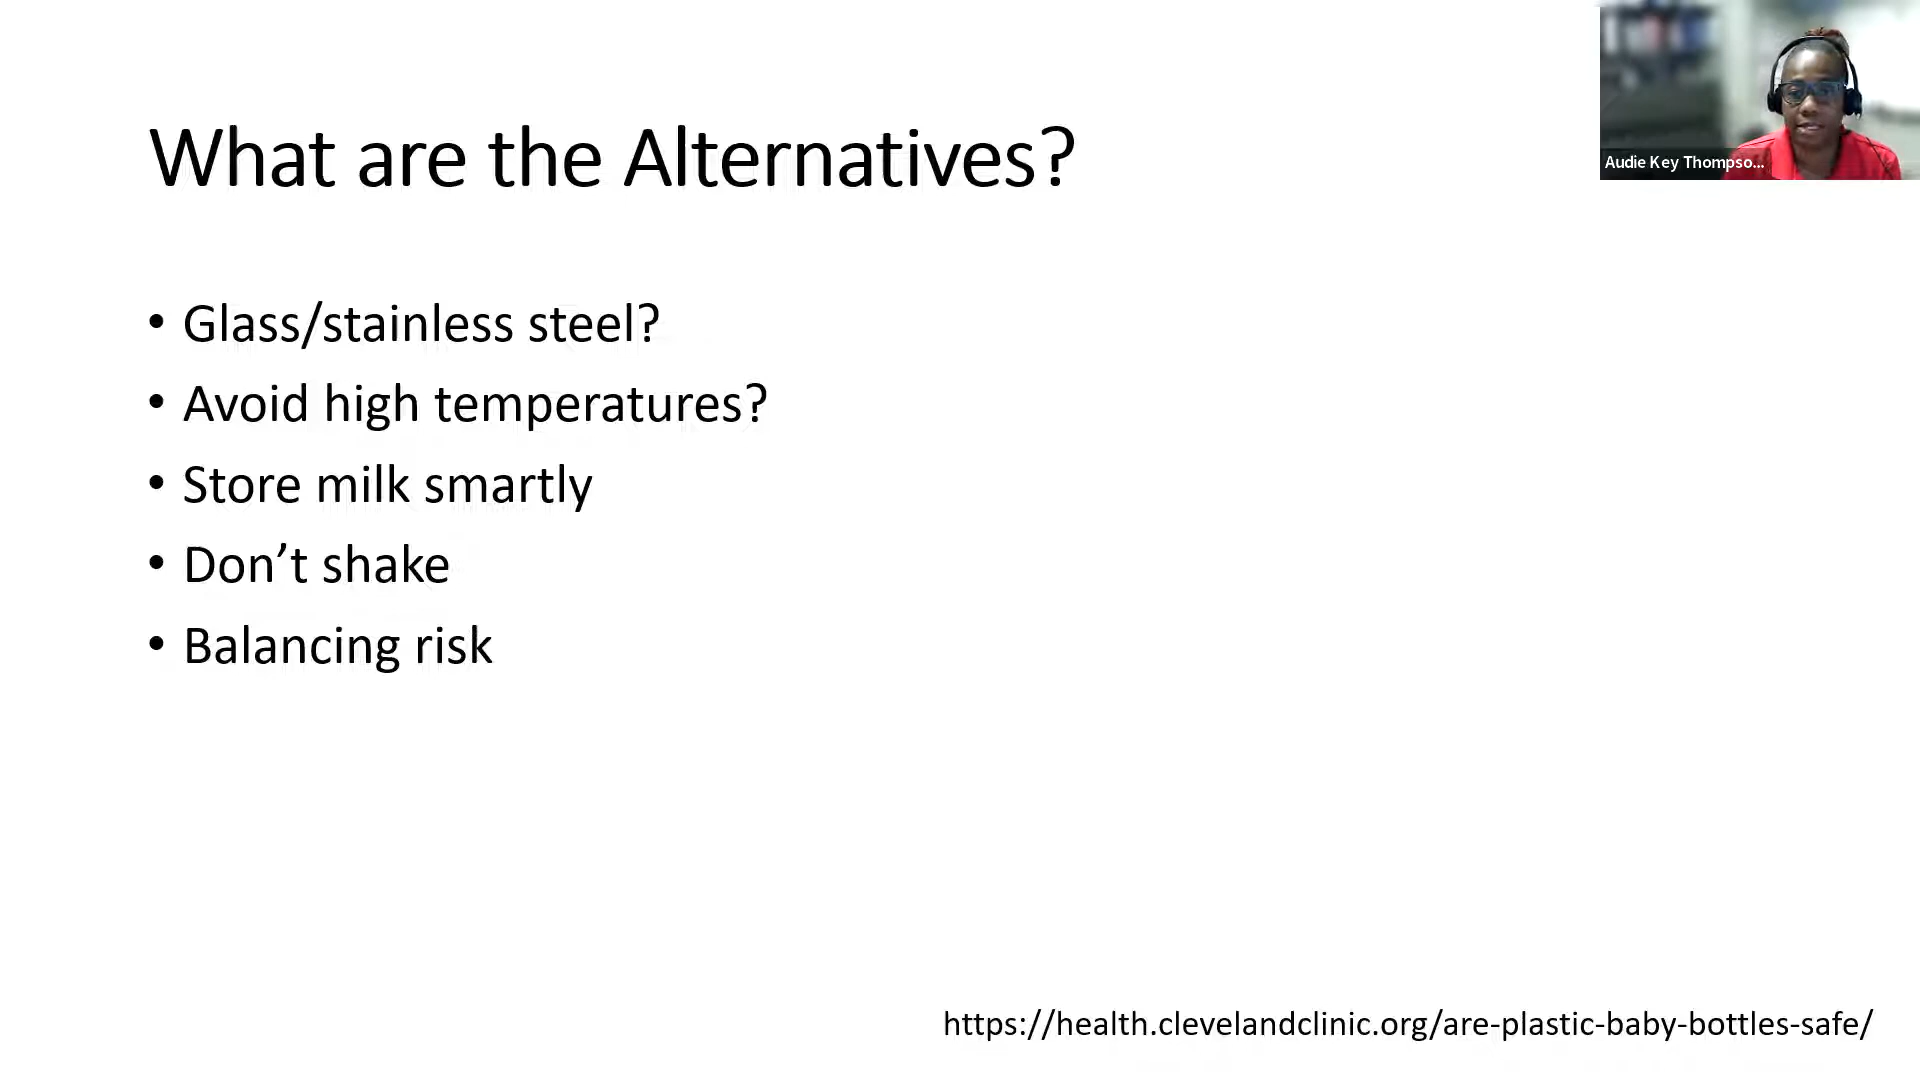 What are the Alternatives?
Audie Key Thompso...
• Glass/stainless steel?
• Avoid high temperatures?
• Store milk smartly
• Don’t shake
• Balancing risk
https://health.clevelandclinic.org/are-plastic-baby-bottles-safe/